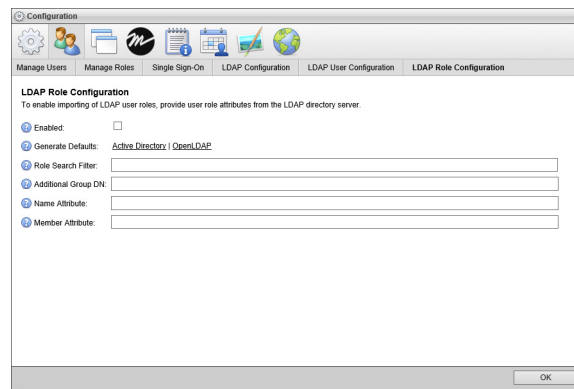 Configuration
Manage Users
Manage Roles
Single Sign-On
LDAP Configuration
LDAP User Configuration
LDAP Role Configuration
LDAP Role Configuration
To enable importing of LDAP user roles, provide user role attributes from the LDAP directory server.
Enabled:
Generate Defaults: Active Directory | OpenLDAP
Role Search Filter:
Additional Group DN:
Name Attribute:
Member Attribute:
OK